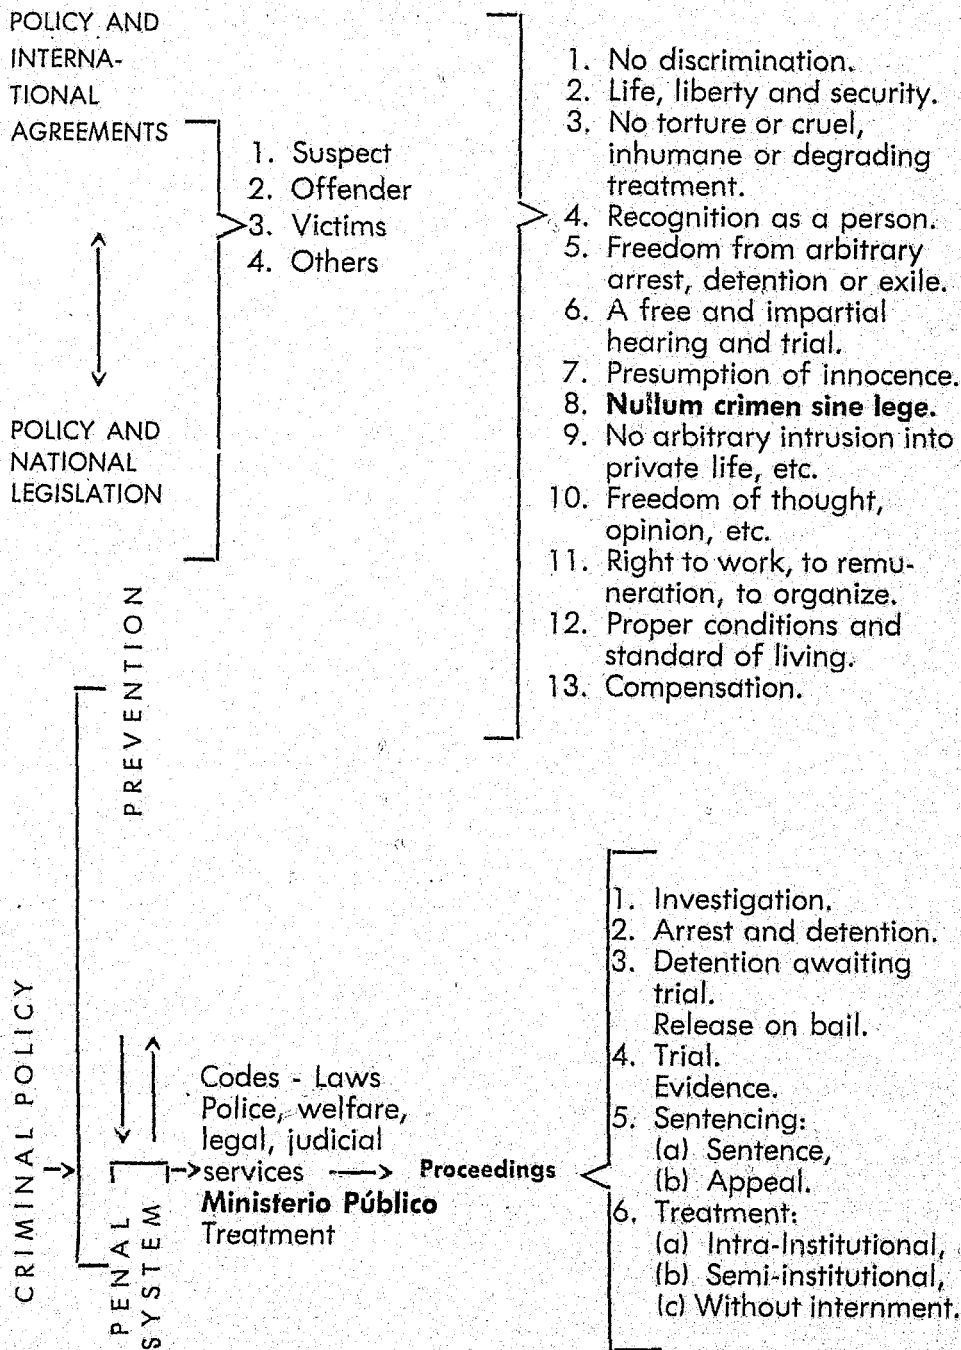 POLICY AND
INTERNA-
TIONAL
AGREEMENTS
1. Suspect
2. Offender
3. Victims
4. Others
POLICY AND
NATIONAL
LEGISLATION
1. No discrimination.
2. Life, liberty and security.
3. No torture or cruel,
inhumane or degrading
treatment.
4. Recognition as a person.
5. Freedom from arbitrary
arrest, detention or exile.
6. A free and impartial
hearing and trial.
7. Presumption of innocence.
8. Nullum crimen sine lege.
9. No arbitrary intrusion into
private life, etc.
10. Freedom of thought,
opinion, etc.
11. Right to work, to remu-
neration, to organize.
12. Proper conditions and
standard of living.
13. Compensation.
PREVENTION
CRIMINAL POLICY
PENAL
SYSTEM
Codes - Laws
Police, welfare,
legal, judicial
services
Ministerio Público
Treatment
Proceedings
1. Investigation.
2. Arrest and detention.
3. Detention awaiting
trial.
Release on bail.
4. Trial.
Evidence.
5. Sentencing:
(a) Sentence,
(b) Appeal.
6. Treatment:
(a) Intra-Institutional,
(b) Semi-institutional,
(c) Without internment.